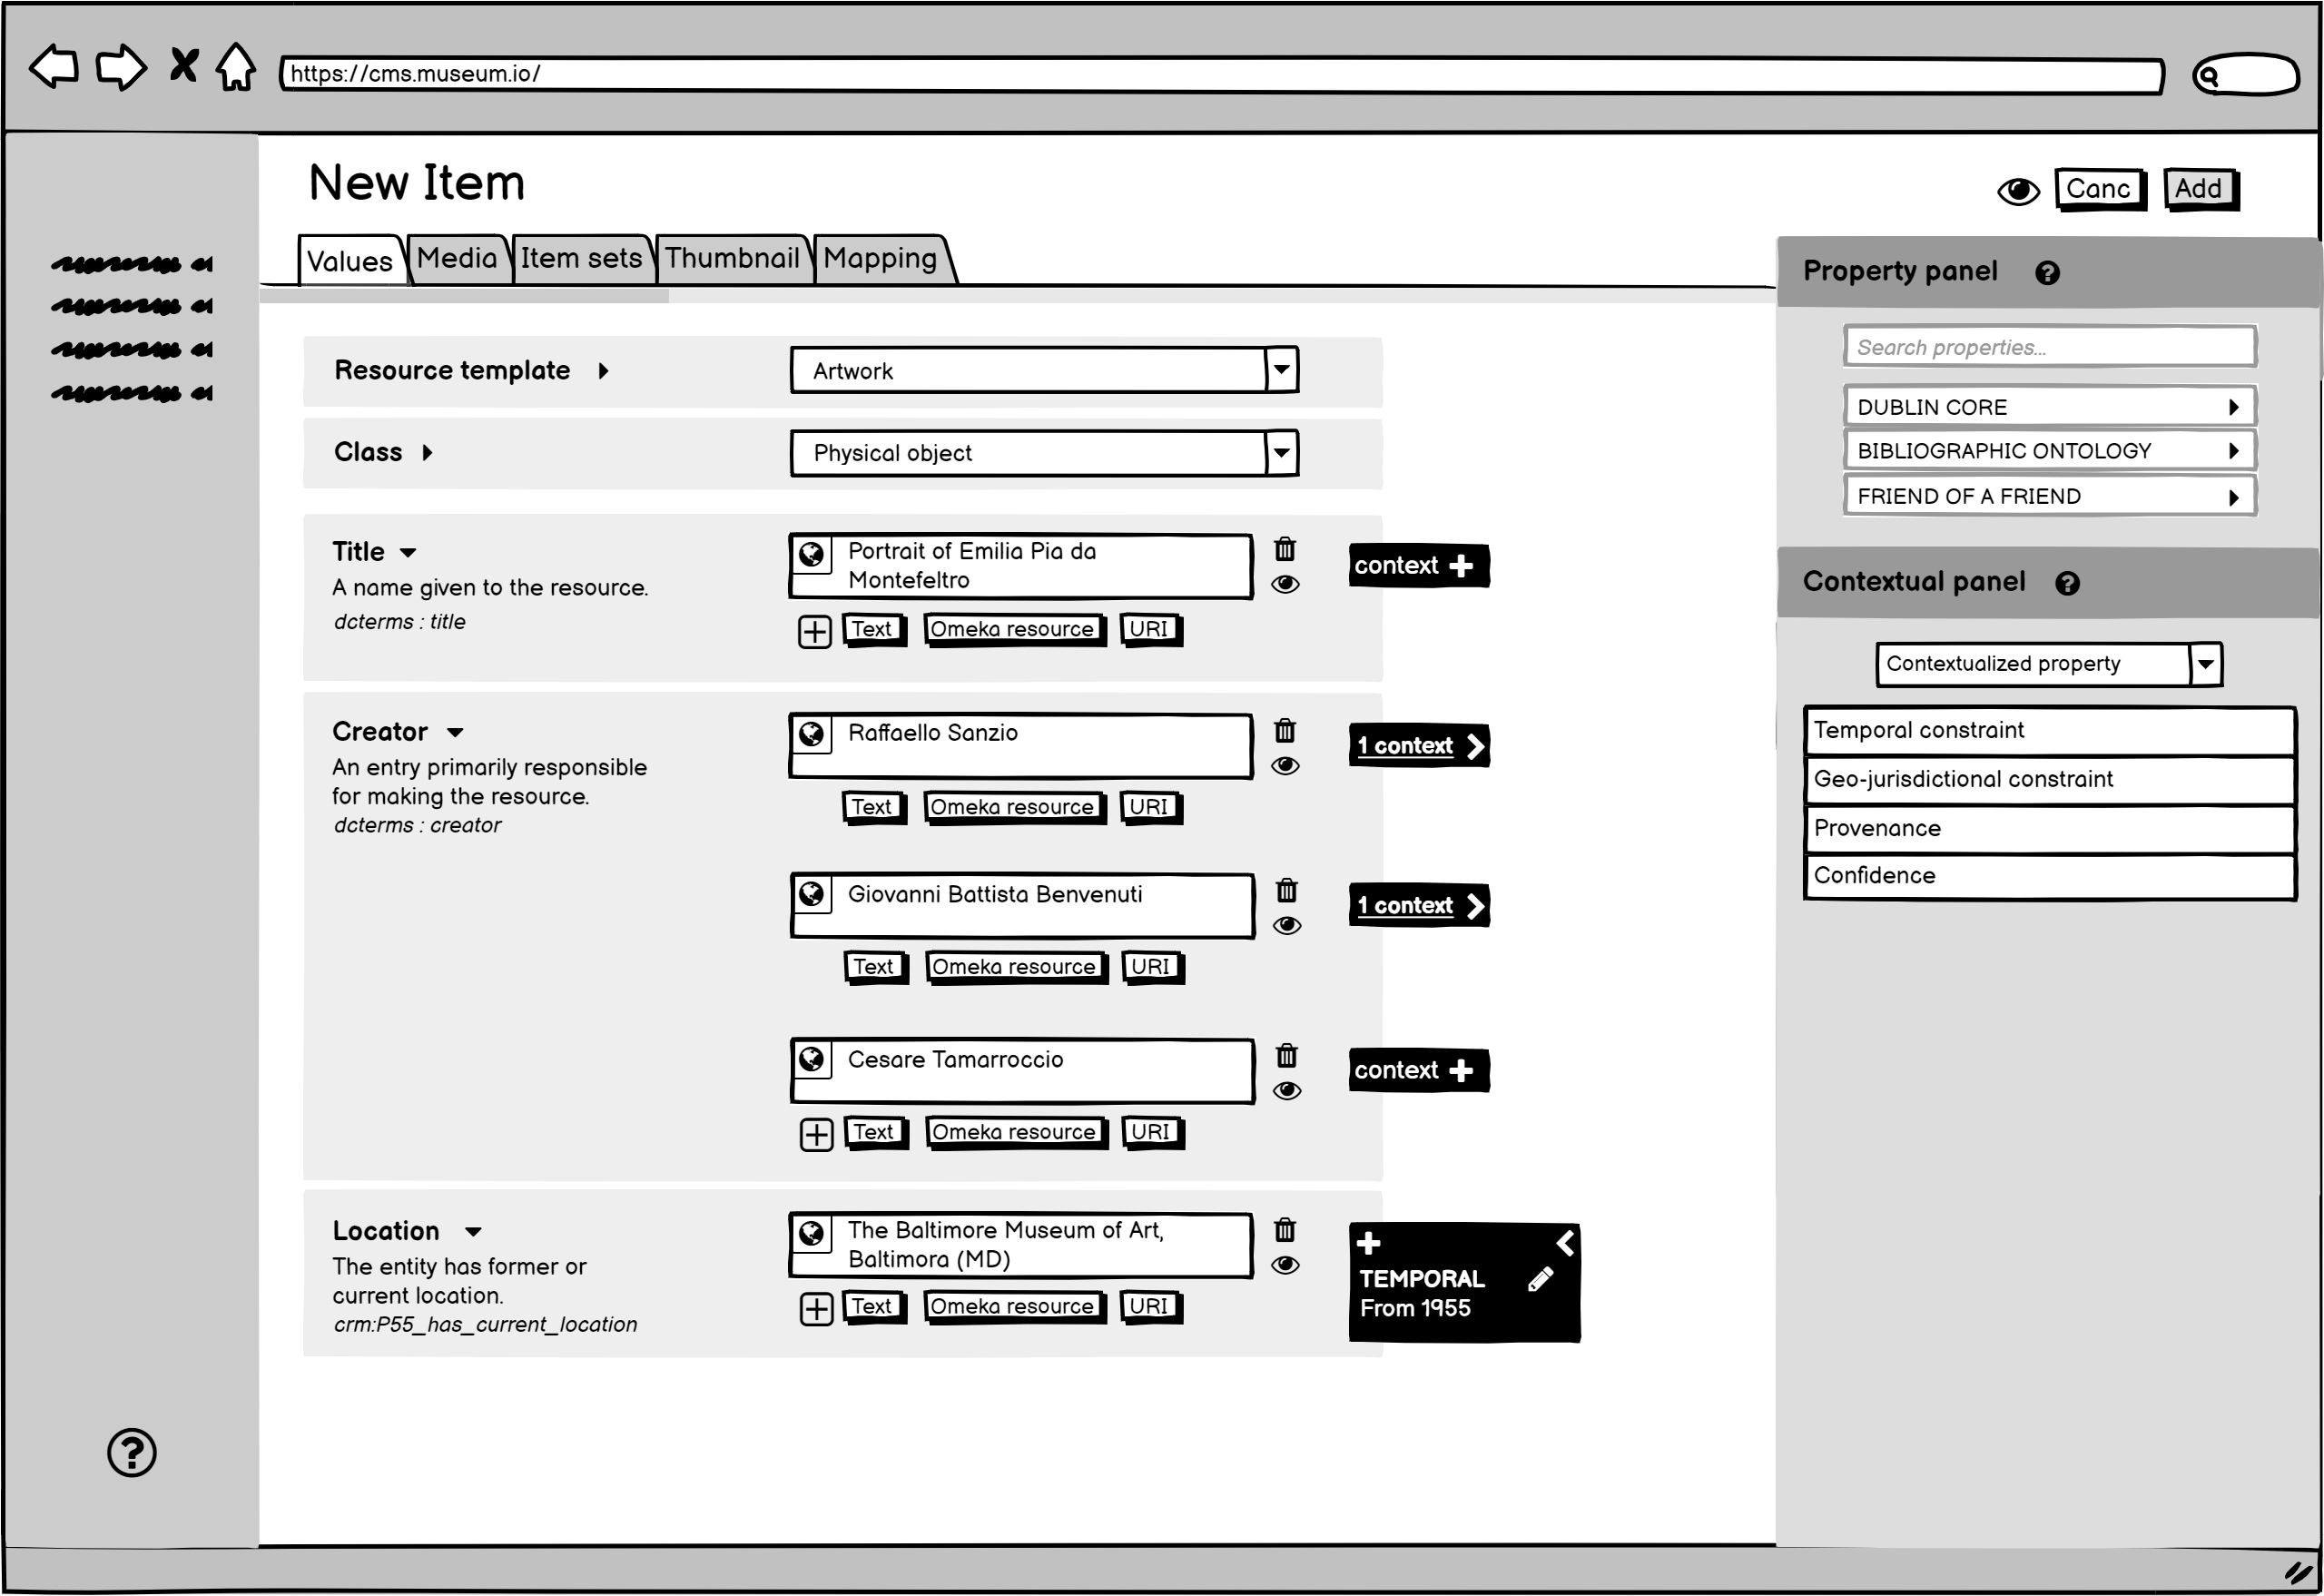 https://cms.museum.io/
New Item
Canc
Add
Values
Media
Item sets
Thumbnail
Mapping
Resource template
Artwork
Class
Physical object
Title
A name given to the resource.
dcterms : title
Portrait of Emilia Pia da
Montefeltro
context
Text
Omeka resource
URI
Creator
An entry primarily responsible
for making the resource.
dcterms : creator
Raffaello Sanzio
1 context
Text
Omeka resource
URI
Giovanni Battista Benvenuti
1 context
Text
Omeka resource
URI
Cesare Tamarroccio
context
Text
Omeka resource
URI
Location
The entity has former or
current location.
crm:P55_has_current_location
The Baltimore Museum of Art,
Baltimora (MD)
Text
Omeka resource
URI
TEMPORAL
From 1955
Property panel
Search properties...
DUBLIN CORE
BIBLIOGRAPHIC ONTOLOGY
FRIEND OF A FRIEND
Contextual panel
Contextualized property
Temporal constraint
Geo-jurisdictional constraint
Provenance
Confidence